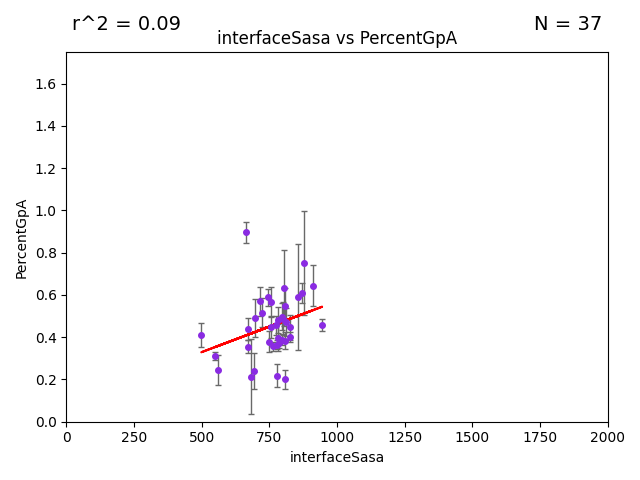 r^2 = 0.09
N = 37
interfaceSasa vs PercentGpA
PercentGpA
1.6
1.4
1.2
1.0
0.8
0.6
0.4
0.2
0.0
0 250 500 750 1000 1250 1500 1750 2000
interfaceSasa